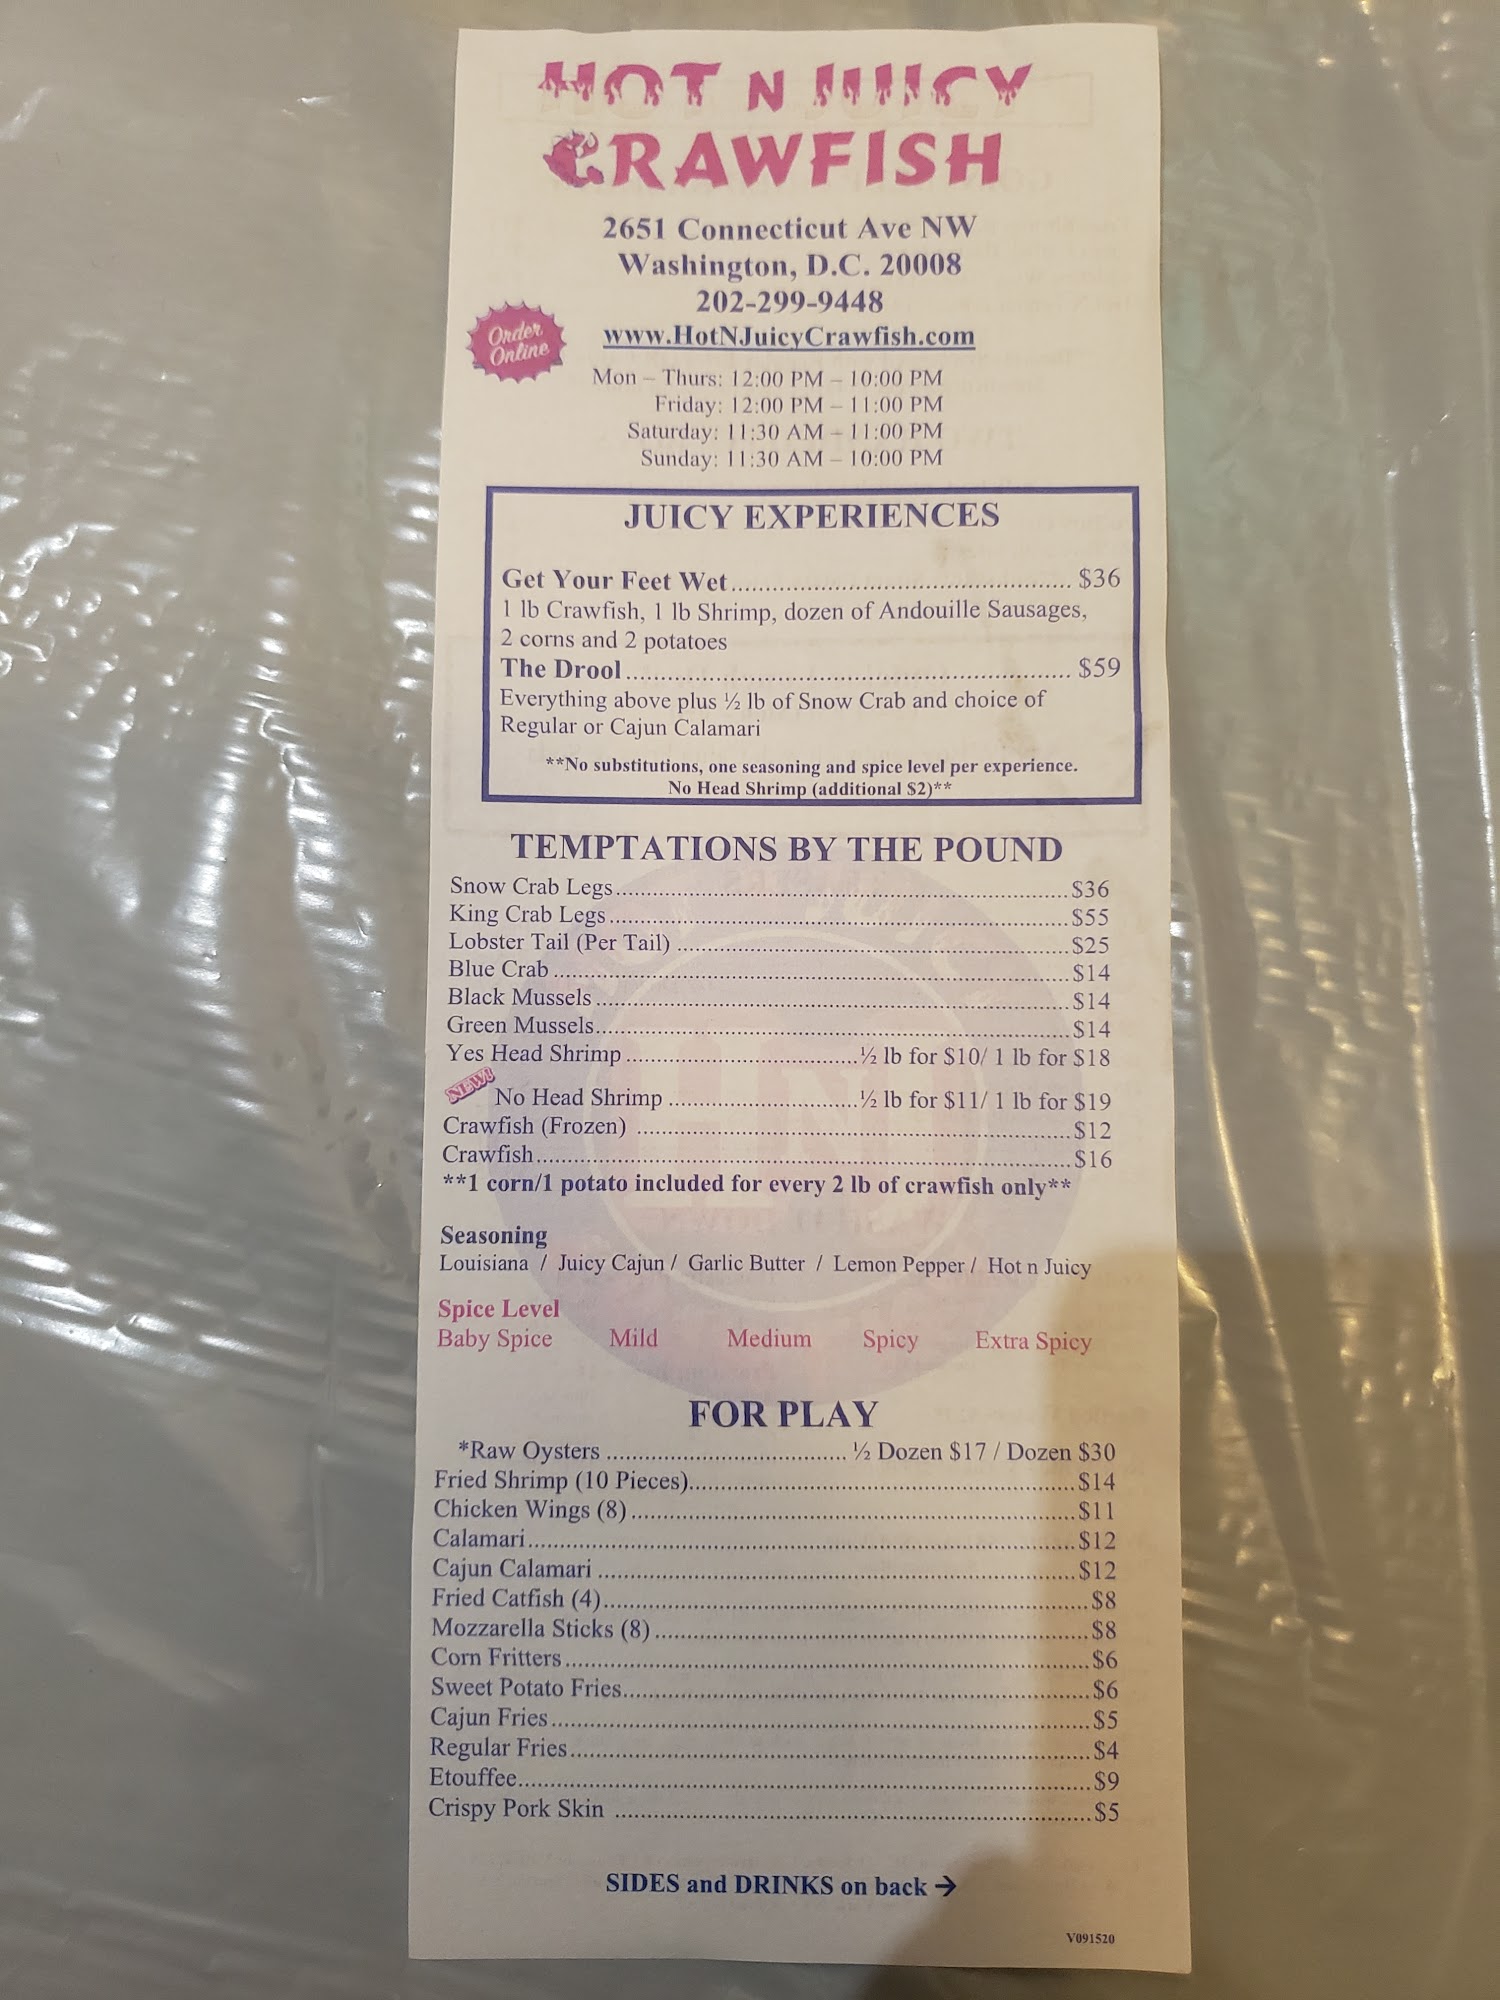 HOT N JUICY
CRAWFISH
2651 Connecticut Ave NW
Washington, D.C. 20008
202-299-9448
Order
Online
www.HotNJuicyCrawfish.com
Mon – Thurs: 12:00 PM – 10:00 PM
Friday: 12:00 PM – 11:00 PM
Saturday: 11:30 AM – 11:00 PM
Sunday: 11:30 AM – 10:00 PM
JUICY EXPERIENCES
Get Your Feet Wet ........ $36
1 lb Crawfish, 1 lb Shrimp, dozen of Andouille Sausages,
2 corns and 2 potatoes
The Drool ........ $59
Everything above plus ½ lb of Snow Crab and choice of
Regular or Cajun Calamari
**No substitutions, one seasoning and spice level per experience.
No Head Shrimp (additional $2)**
TEMPTATIONS BY THE POUND
Snow Crab Legs ........ $36
King Crab Legs ........ $55
Lobster Tail (Per Tail) ........ $25
Blue Crab ........ $14
Black Mussels ........ $14
Green Mussels ........ $14
Yes Head Shrimp ........ ½ lb for $10/ 1 lb for $18
NEW!
No Head Shrimp ........ ½ lb for $11/ 1 lb for $19
Crawfish (Frozen) ........ $12
Crawfish ........ $16
**1 corn/1 potato included for every 2 lb of crawfish only**
Seasoning
Louisiana / Juicy Cajun / Garlic Butter / Lemon Pepper / Hot n Juicy
Spice Level
Baby Spice Mild Medium Spicy Extra Spicy
FOR PLAY
*Raw Oysters ........ ½ Dozen $17 / Dozen $30
Fried Shrimp (10 Pieces) ........ $14
Chicken Wings (8) ........ $11
Calamari ........ $12
Cajun Calamari ........ $12
Fried Catfish (4) ........ $8
Mozzarella Sticks (8) ........ $8
Corn Fritters ........ $6
Sweet Potato Fries ........ $6
Cajun Fries ........ $5
Regular Fries ........ $4
Etouffee ........ $9
Crispy Pork Skin ........ $5
SIDES and DRINKS on back →
V091520